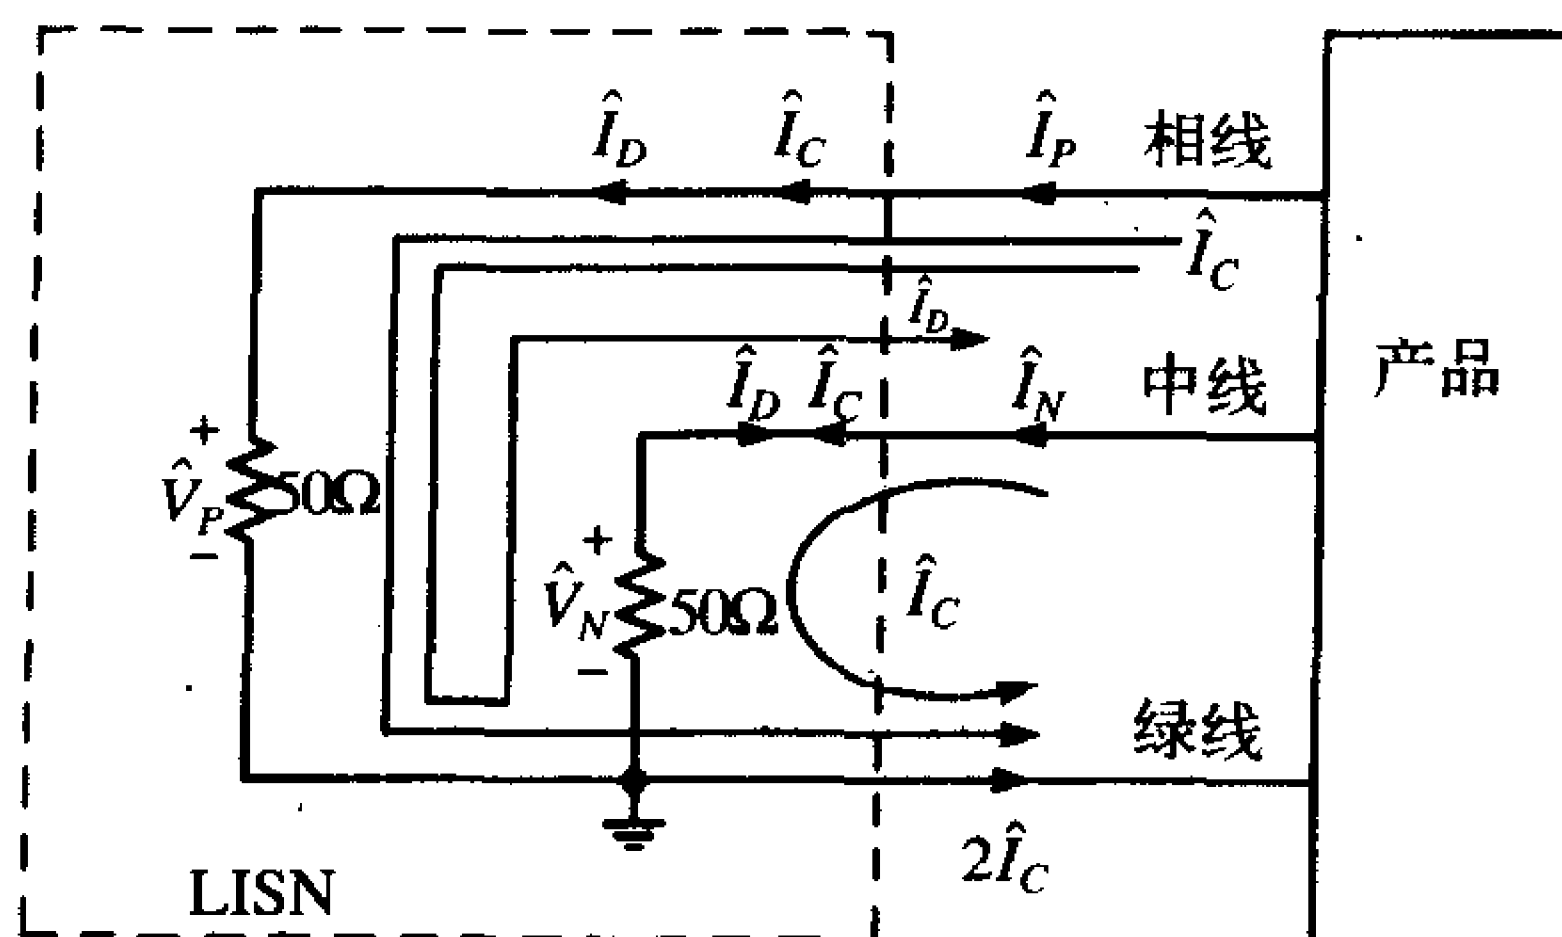 Î_D Î_C Î_P 相线
Î_C
Î_D
Î_D Î_C Î_N 中线 产品
+
V̂_P 50Ω
−
+
V̂_N 50Ω Î_C
−
绿线
2Î_C
LISN